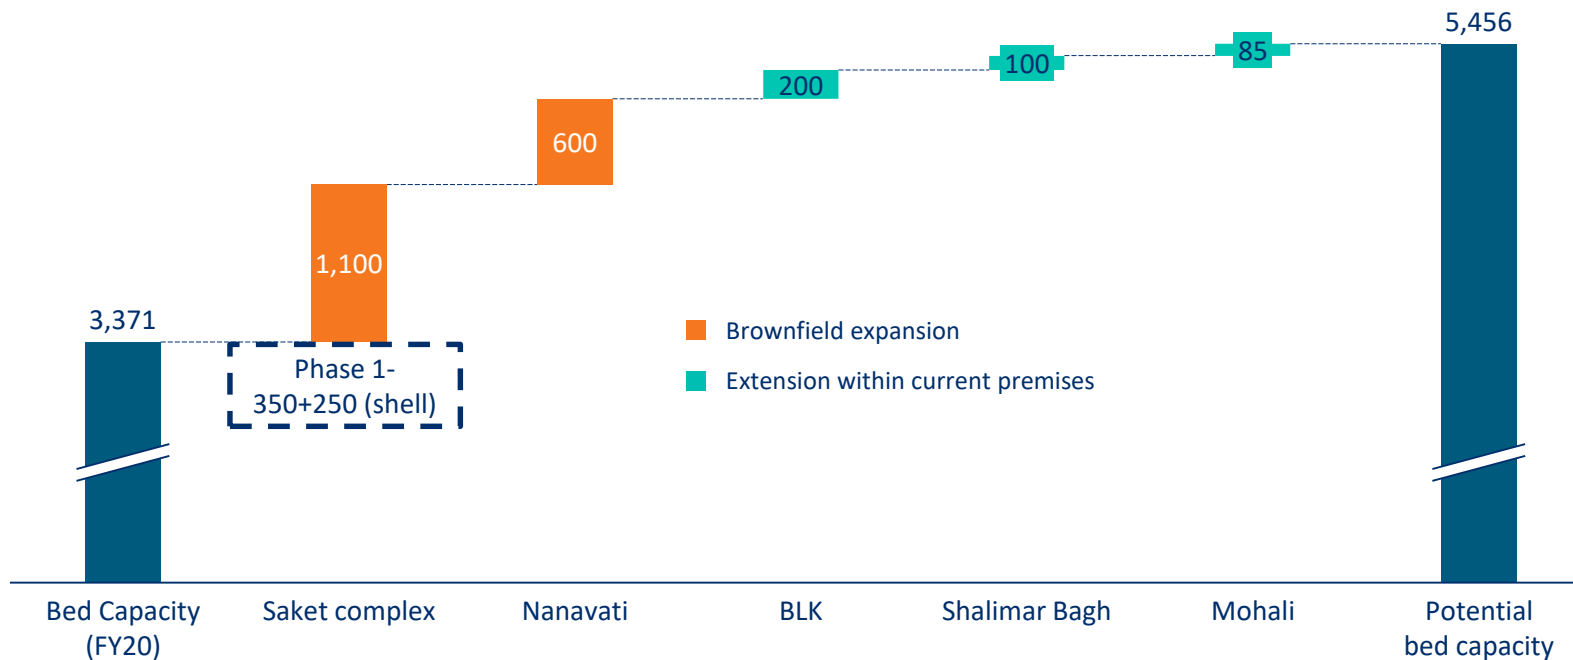 5,456
85
100
200
600
1,100
3,371
Phase 1-
350+250 (shell)
Brownfield expansion
Extension within current premises
Bed Capacity
(FY20)
Saket complex
Nanavati
BLK
Shalimar Bagh
Mohali
Potential
bed capacity